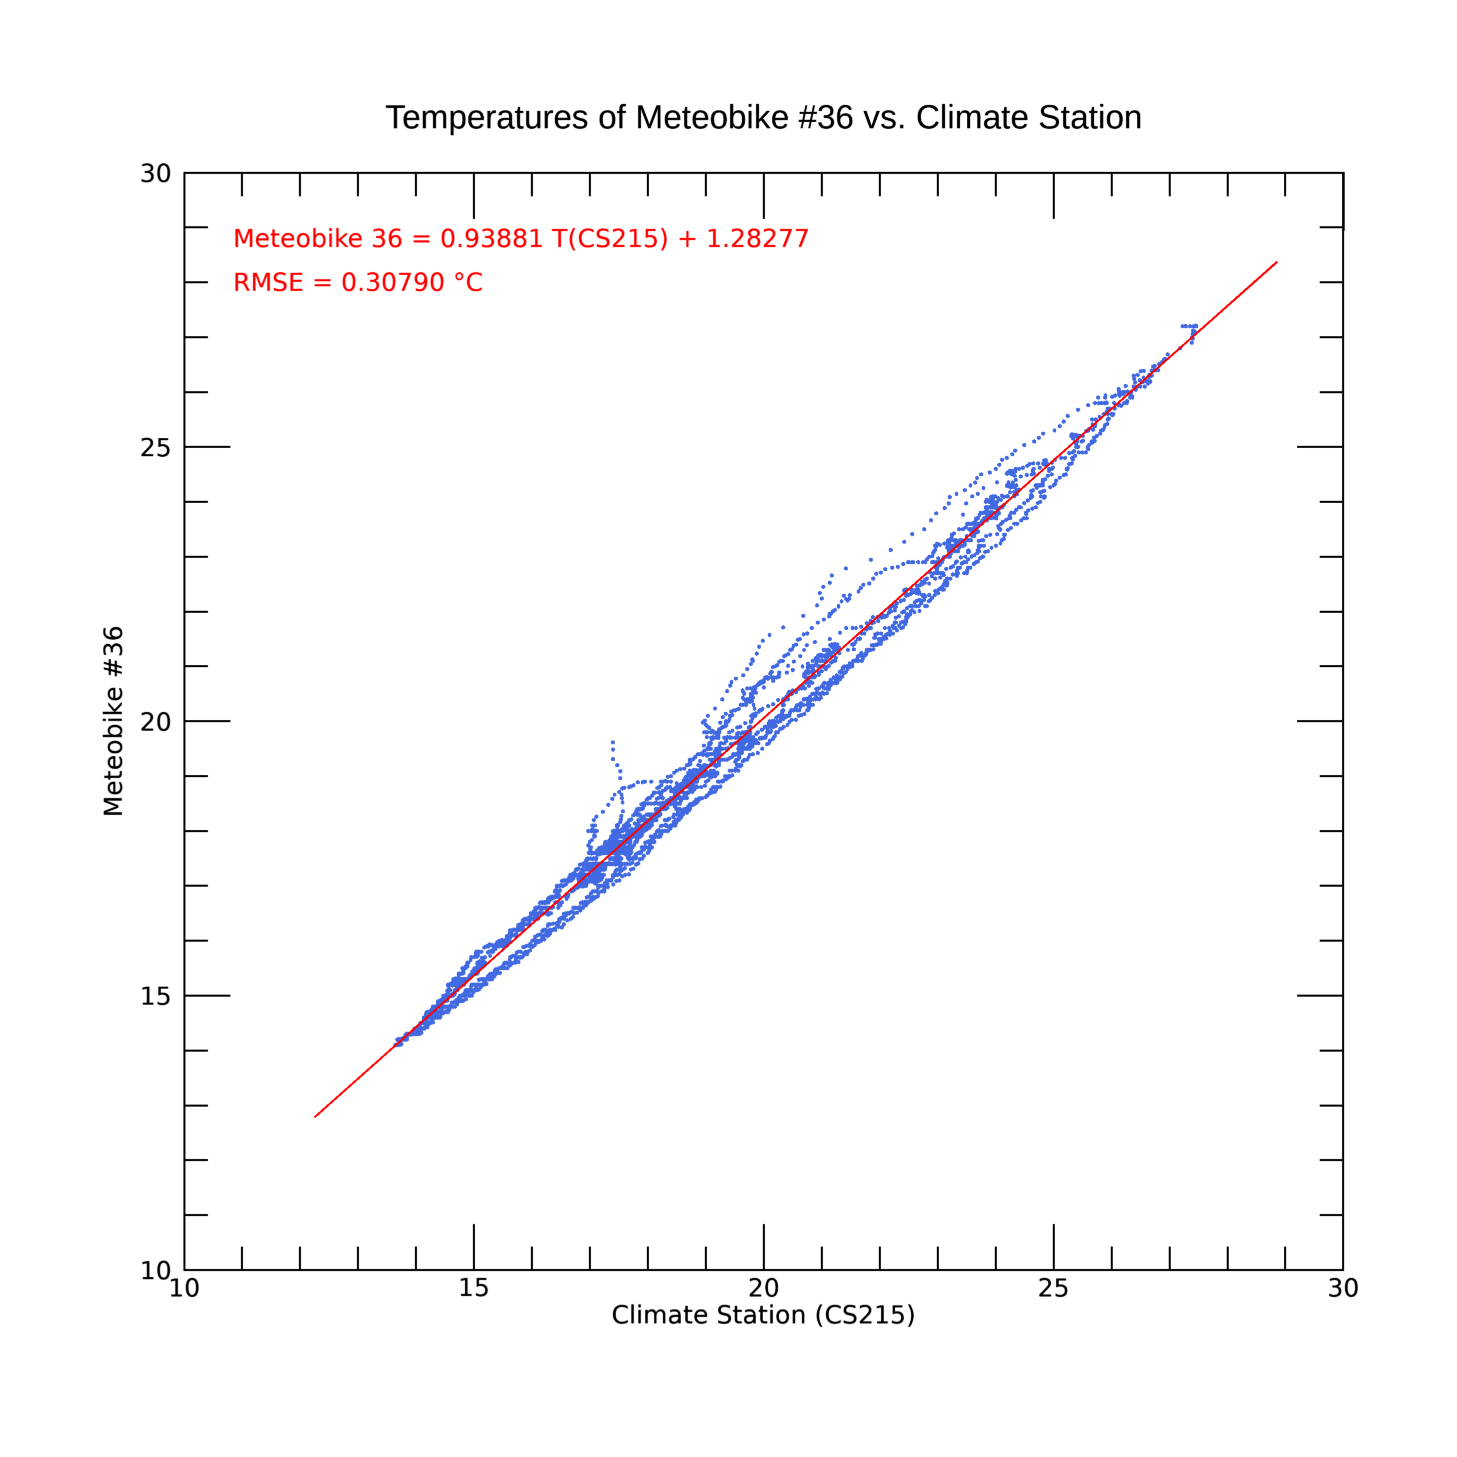 Temperatures of Meteobike #36 vs. Climate Station
30
Meteobike 36 = 0.93881 T(CS215) + 1.28277
RMSE = 0.30790 °C
25
20
Meteobike #36
15
10
10 15 20 25 30
Climate Station (CS215)